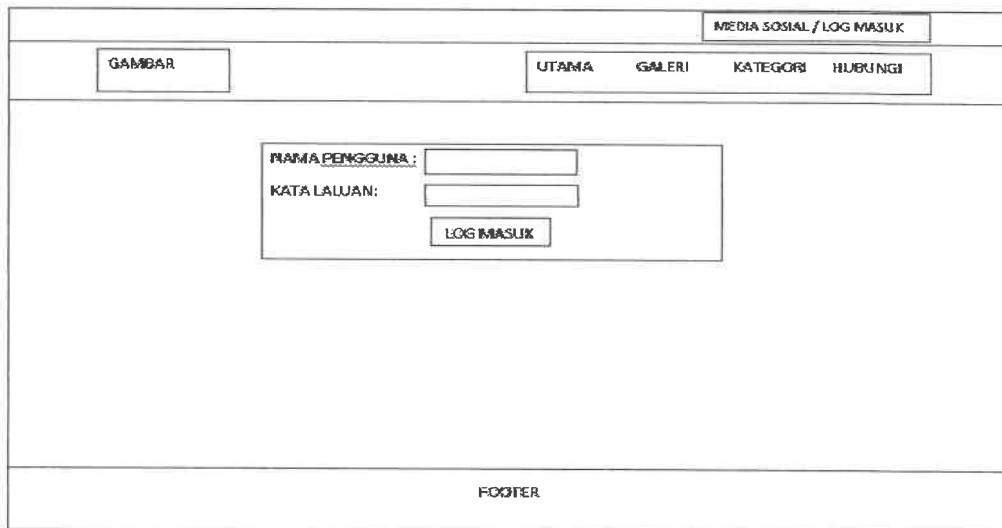 MEDIA SOSIAL / LOG MASUK
GAMBAR
UTAMA GALERI KATEGORI HUBUNGI
NAMA PENGGUNA :
KATA LALUAN:
LOG MASUK
FOOTER